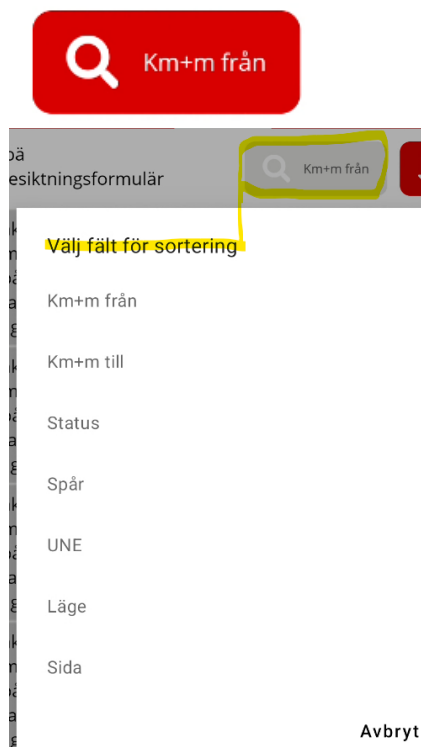 Km+m från
på
esiktningsformulär
Km+m från
Välj fält för sortering
Km+m från
Km+m till
Status
Spår
UNE
Läge
Sida
Avbryt